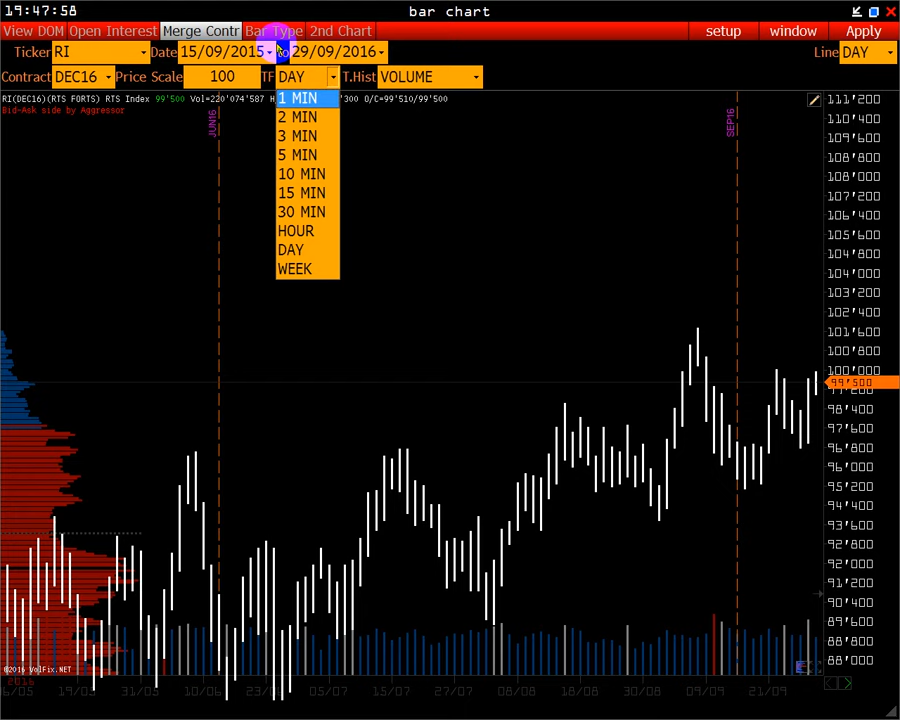 19:47:58 bar chart
View DOM Open Interest Merge Contr Bar Type 2nd Chart setup window Apply
Ticker RI Date 15/09/2015 to 29/09/2016 Line DAY
Contract DEC16 Price Scale 100 TF DAY T.Hist VOLUME
RI(DEC16)(RTS FORTS) RTS Index 99'500 Vol=220'074'587 '300 O/C=99'510/99'500
Bid-Ask side by Aggressor
1 MIN
2 MIN
3 MIN
5 MIN
10 MIN
15 MIN
30 MIN
HOUR
DAY
WEEK
JUN16
SEP16
111'200
110'400
109'600
108'800
108'000
107'200
106'400
105'600
104'800
104'000
103'200
102'400
101'600
100'800
100'000
99'500
98'400
97'600
96'800
96'000
95'200
94'400
93'600
92'800
92'000
91'200
90'400
89'600
88'800
88'000
©2016 VolFix.NET
2016
19/05 31/05 10/06 05/07 15/07 27/07 08/08 18/08 30/08 09/09 21/09